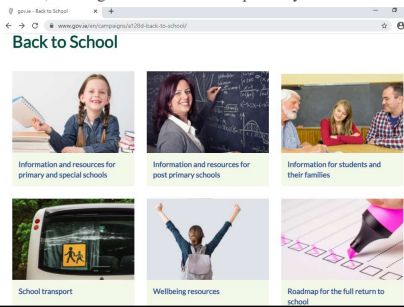 gov.ie - Back to School
www.gov.ie/en/campaigns/a128d-back-to-school/
Back to School
Information and resources for
primary and special schools
Information and resources for
post primary schools
Information for students and
their families
School transport
Wellbeing resources
Roadmap for the full return to
school